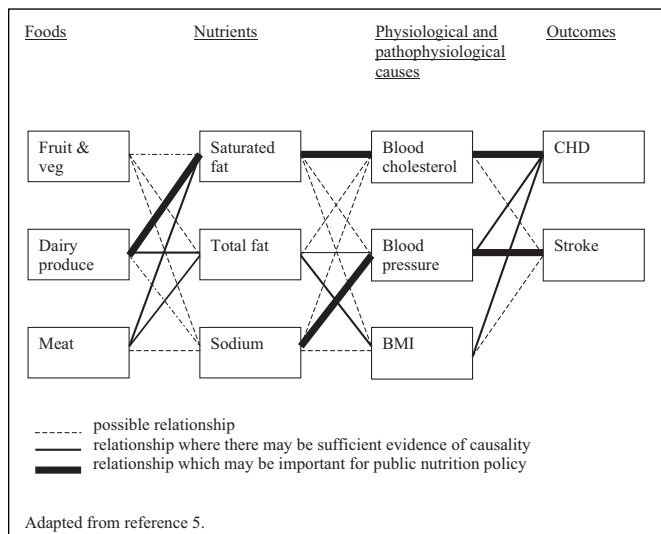 Foods
Nutrients
Physiological and
pathophysiological
causes
Outcomes
Fruit &
veg
Saturated
fat
Blood
cholesterol
CHD
Dairy
produce
Total fat
Blood
pressure
Stroke
Meat
Sodium
BMI
possible relationship
relationship where there may be sufficient evidence of causality
relationship which may be important for public nutrition policy
Adapted from reference 5.